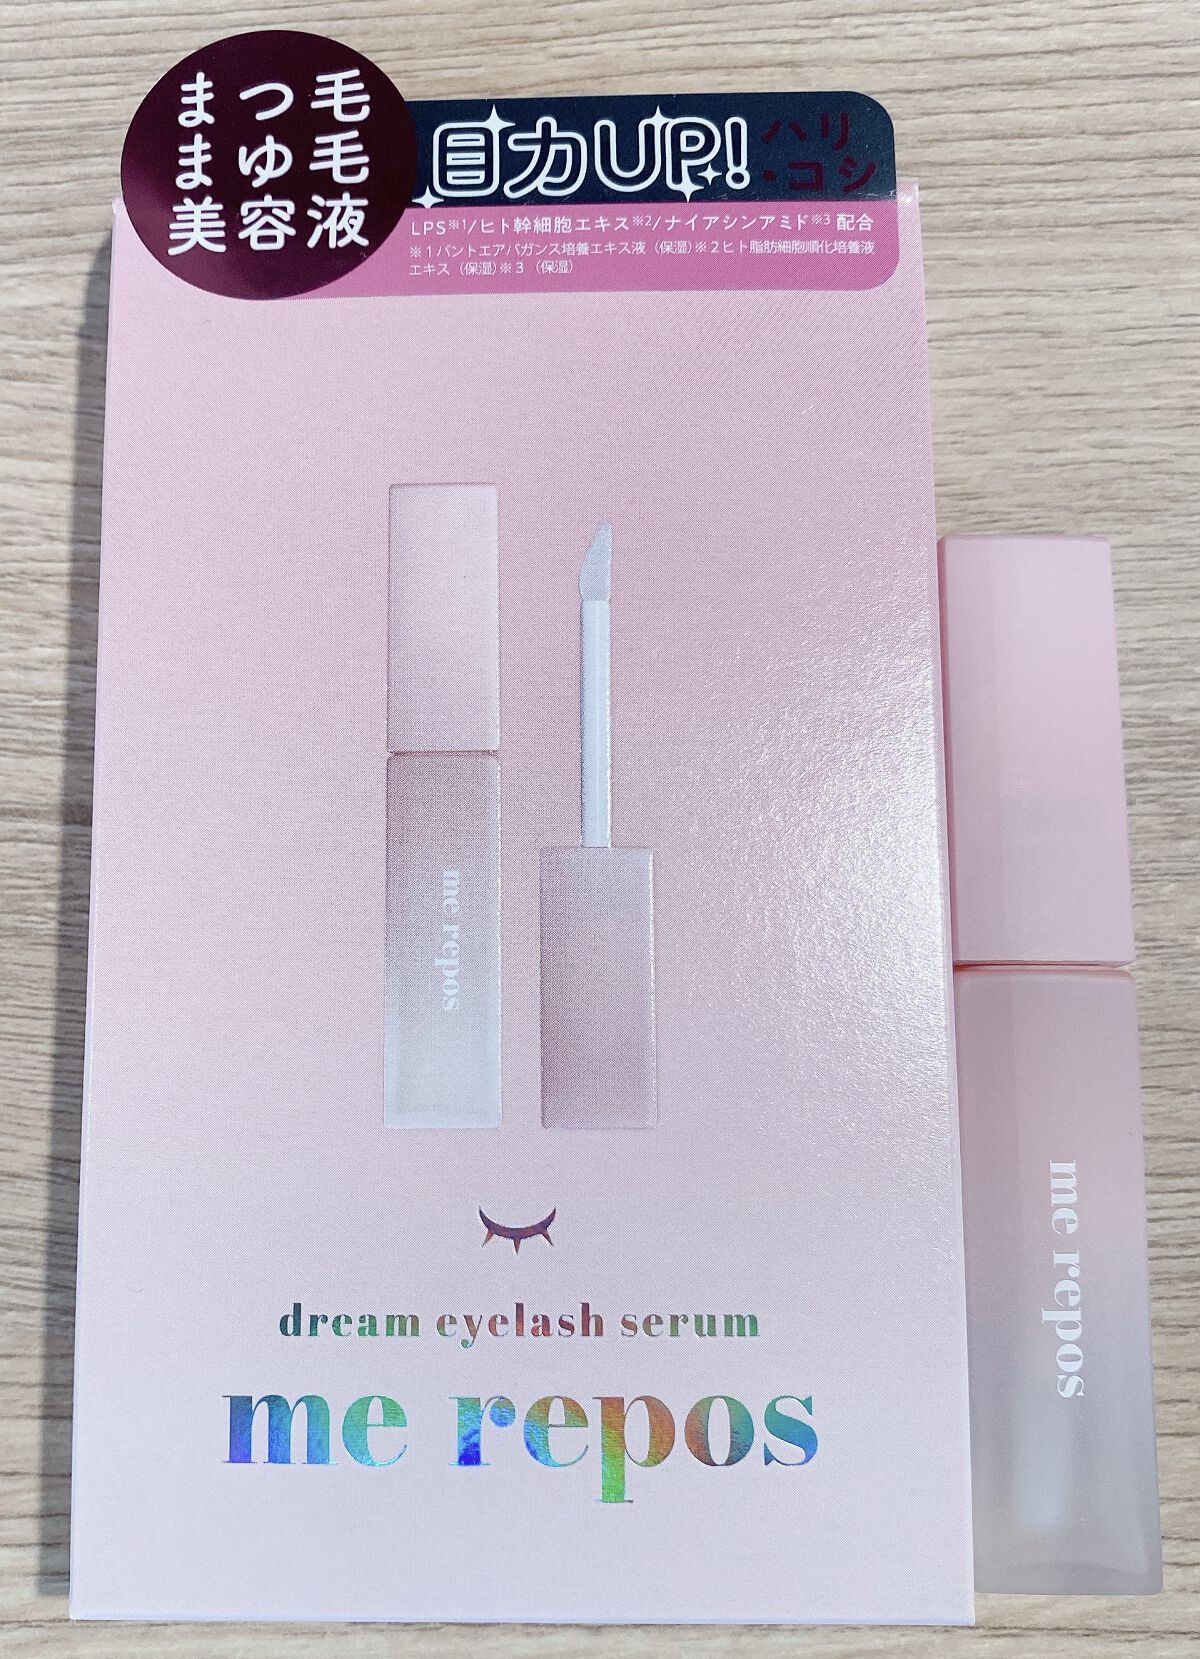 まつ毛
まゆ毛
美容液
目力UP!
ハリ
・コシ
LPS※1/ヒト幹細胞エキス※2/ナイアシンアミド※3 配合
※1パントエアバガンス培養エキス液（保湿）※2ヒト脂肪細胞順化培養液
エキス（保湿）※3（保湿）
me repos
dream eyelash serum
me repos
me repos